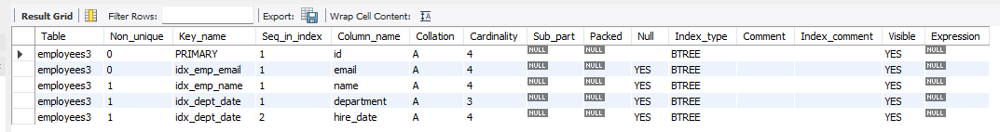 Result Grid Filter Rows: Export: Wrap Cell Content: IA
Table Non_unique Key_name Seq_in_index Column_name Collation Cardinality Sub_part Packed Null Index_type Comment Index_comment Visible Expression
employees3 0 PRIMARY 1 id A 4 NULL NULL BTREE YES NULL
employees3 0 idx_emp_email 1 email A 4 NULL NULL YES BTREE YES NULL
employees3 1 idx_emp_name 1 name A 4 NULL NULL YES BTREE YES NULL
employees3 1 idx_dept_date 1 department A 3 NULL NULL YES BTREE YES NULL
employees3 1 idx_dept_date 2 hire_date A 4 NULL NULL YES BTREE YES NULL